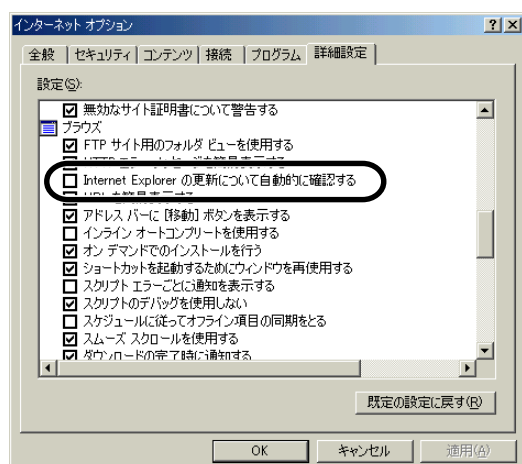 インターネット オプション
全般 セキュリティ コンテンツ 接続 プログラム 詳細設定
設定(S):
無効なサイト証明書について警告する
ブラウズ
FTP サイト用のフォルダ ビューを使用する
Internet Explorer の更新について自動的に確認する
アドレス バーに [移動] ボタンを表示する
インライン オートコンプリートを使用する
オン デマンドでのインストールを行う
ショートカットを起動するためにウィンドウを再使用する
スクリプト エラーごとに通知を表示する
スクリプトのデバッグを使用しない
スケジュールに従ってオフライン項目の同期をとる
スムーズ スクロールを使用する
ダウンロードの完了時に通知する
既定の設定に戻す(R)
OK キャンセル 適用(A)